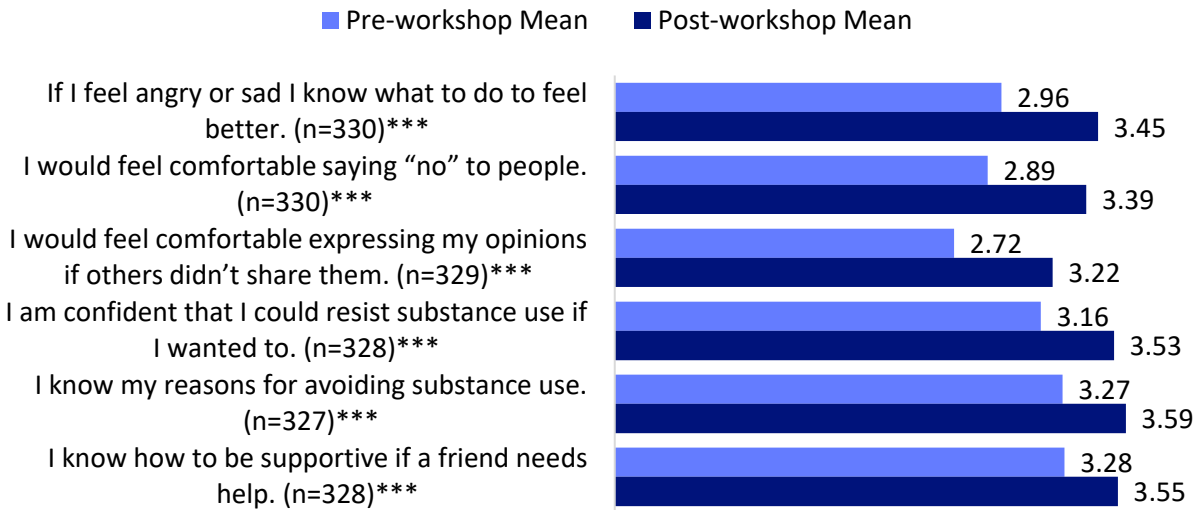 Pre-workshop Mean Post-workshop Mean
If I feel angry or sad I know what to do to feel
better. (n=330)***
2.96
3.45
I would feel comfortable saying “no” to people.
(n=330)***
2.89
3.39
I would feel comfortable expressing my opinions
if others didn’t share them. (n=329)***
2.72
3.22
I am confident that I could resist substance use if
I wanted to. (n=328)***
3.16
3.53
I know my reasons for avoiding substance use.
(n=327)***
3.27
3.59
I know how to be supportive if a friend needs
help. (n=328)***
3.28
3.55